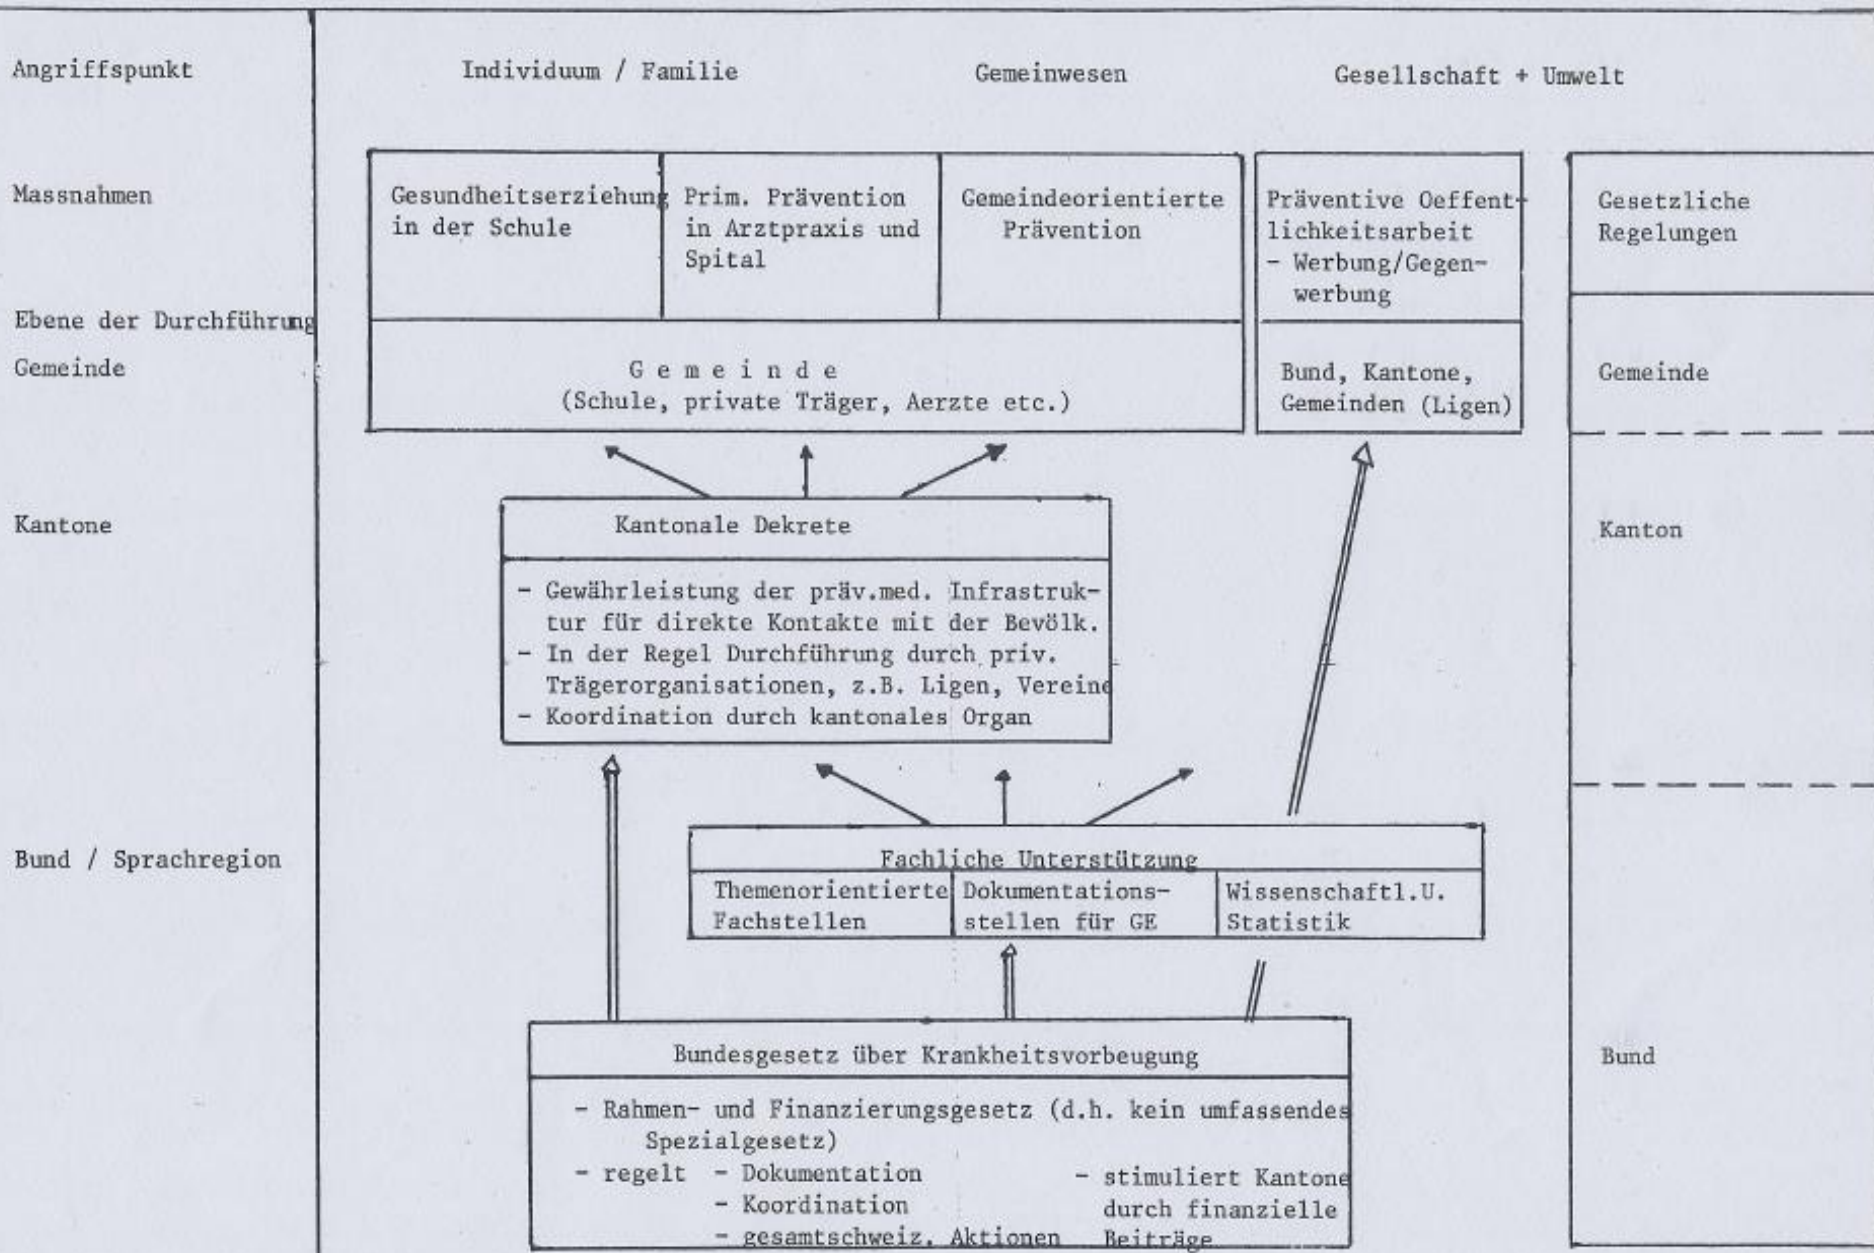 Angriffspunkt
Individuum / Familie
Gemeinwesen
Gesellschaft + Umwelt
Massnahmen
Gesundheitserziehung
in der Schule
Prim. Prävention
in Arztpraxis und
Spital
Gemeindeorientierte
Prävention
Präventive Oeffent-
lichkeitsarbeit
- Werbung/Gegen-
werbung
Gesetzliche
Regelungen
Ebene der Durchführung
Gemeinde
G e m e i n d e
(Schule, private Träger, Aerzte etc.)
Bund, Kantone,
Gemeinden (Ligen)
Gemeinde
Kantone
Kantonale Dekrete
- Gewährleistung der präv.med. Infrastruk-
tur für direkte Kontakte mit der Bevölk.
- In der Regel Durchführung durch priv.
Trägerorganisationen, z.B. Ligen, Vereine
- Koordination durch kantonales Organ
Kanton
Bund / Sprachregion
Fachliche Unterstützung
Themenorientierte
Fachstellen
Dokumentations-
stellen für GE
Wissenschaftl.U.
Statistik
Bundesgesetz über Krankheitsvorbeugung
- Rahmen- und Finanzierungsgesetz (d.h. kein umfassendes
Spezialgesetz)
- regelt - Dokumentation
- Koordination
- gesamtschweiz. Aktionen
- stimuliert Kantone
durch finanzielle
Beiträge
Bund